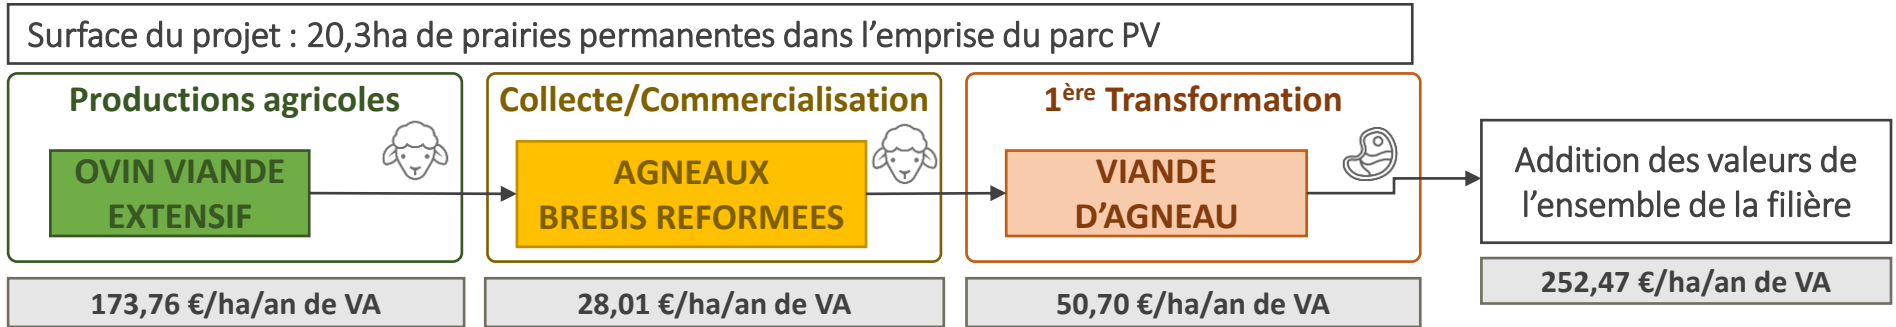 Surface du projet : 20,3ha de prairies permanentes dans l’emprise du parc PV
Productions agricoles
OVIN VIANDE
EXTENSIF
173,76 €/ha/an de VA
Collecte/Commercialisation
AGNEAUX
BREBIS REFORMEES
28,01 €/ha/an de VA
1ère Transformation
VIANDE
D’AGNEAU
50,70 €/ha/an de VA
Addition des valeurs de
l’ensemble de la filière
252,47 €/ha/an de VA